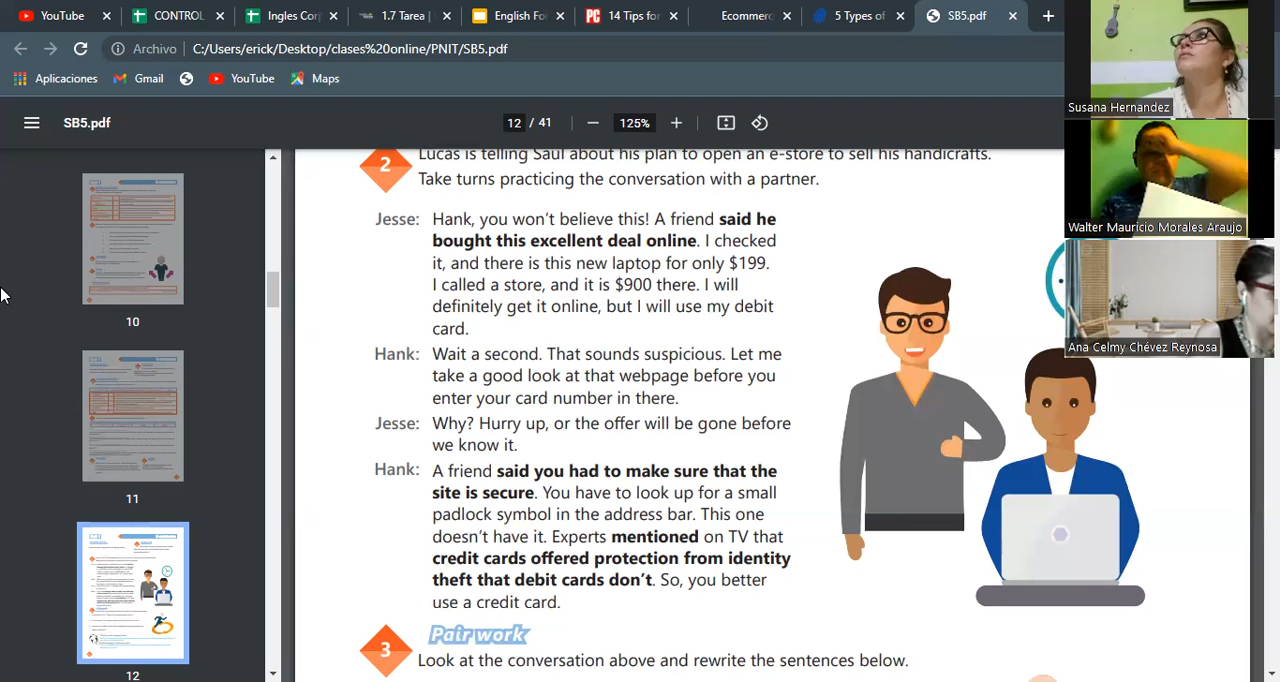 YouTube
CONTROL
Ingles Cor
1.7 Tarea |
English Fo
14 Tips for
Ecommerc
5 Types of
SB5.pdf
Archivo
C:/Users/erick/Desktop/clases%20online/PNIT/SB5.pdf
Aplicaciones
Gmail
YouTube
Maps
SB5.pdf
12 / 41
125%
10
11
12
2
Lucas is telling Saul about his plan to open an e-store to sell his handicrafts.
Take turns practicing the conversation with a partner.
Jesse: Hank, you won't believe this! A friend said he
bought this excellent deal online. I checked
it, and there is this new laptop for only $199.
I called a store, and it is $900 there. I will
definitely get it online, but I will use my debit
card.
Hank: Wait a second. That sounds suspicious. Let me
take a good look at that webpage before you
enter your card number in there.
Jesse: Why? Hurry up, or the offer will be gone before
we know it.
Hank: A friend said you had to make sure that the
site is secure. You have to look up for a small
padlock symbol in the address bar. This one
doesn't have it. Experts mentioned on TV that
credit cards offered protection from identity
theft that debit cards don't. So, you better
use a credit card.
3
Pair work
Look at the conversation above and rewrite the sentences below.
Susana Hernandez
Walter Mauricio Morales Araujo
Ana Celmy Chévez Reynosa